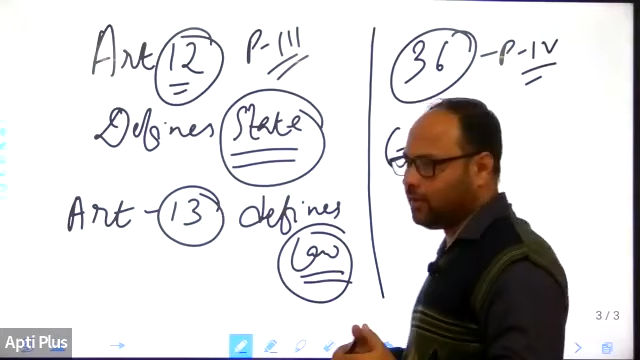 Art 12 P-III
Defines State
Art - 13 defines
Law
36 - P-IV
3 / 3
Apti Plus